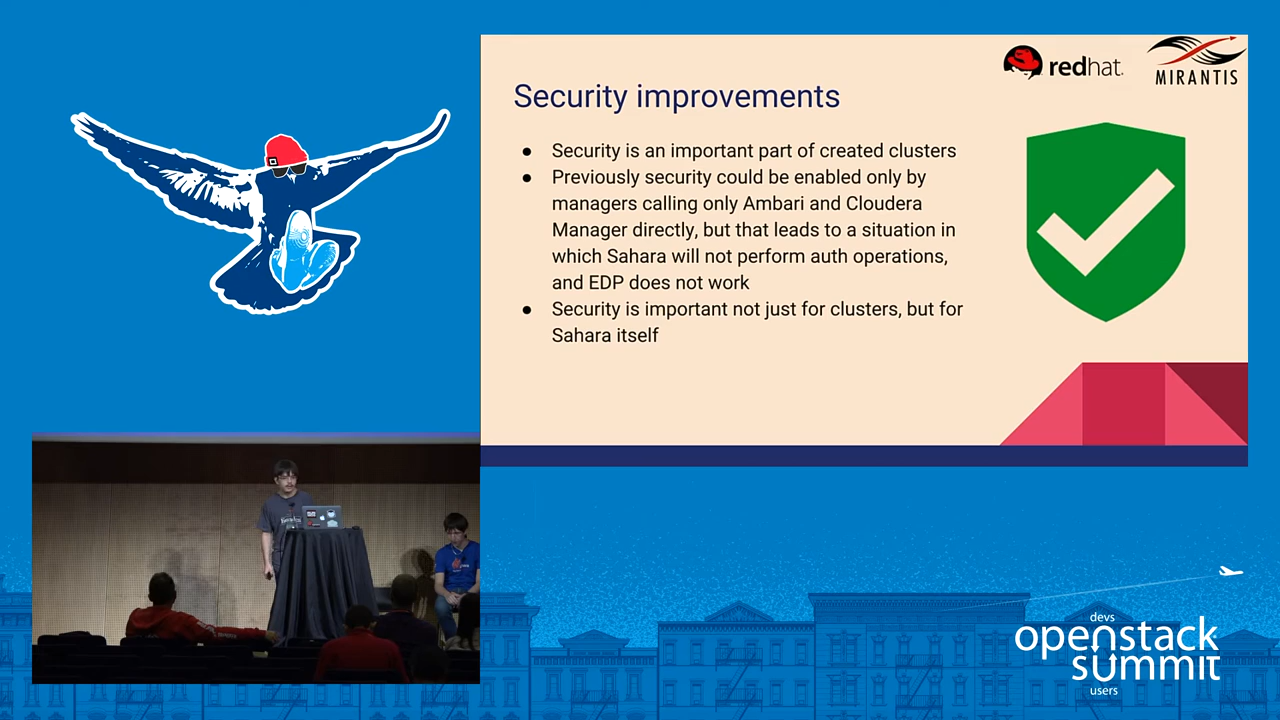 redhat.
MIRANTIS
Security improvements
● Security is an important part of created clusters
● Previously security could be enabled only by
managers calling only Ambari and Cloudera
Manager directly, but that leads to a situation in
which Sahara will not perform auth operations,
and EDP does not work
● Security is important not just for clusters, but for
Sahara itself
devs
openstack
summit
users